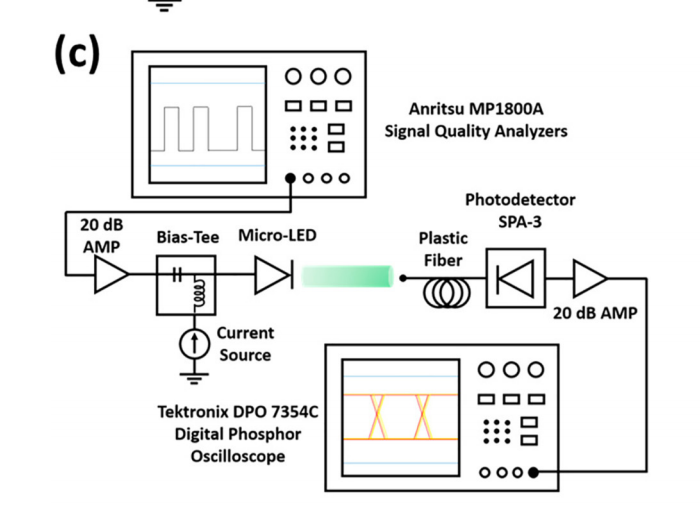 (c)
Anritsu MP1800A
Signal Quality Analyzers
20 dB
AMP
Bias-Tee
Micro-LED
Plastic
Fiber
Photodetector
SPA-3
20 dB AMP
Current
Source
Tektronix DPO 7354C
Digital Phosphor
Oscilloscope